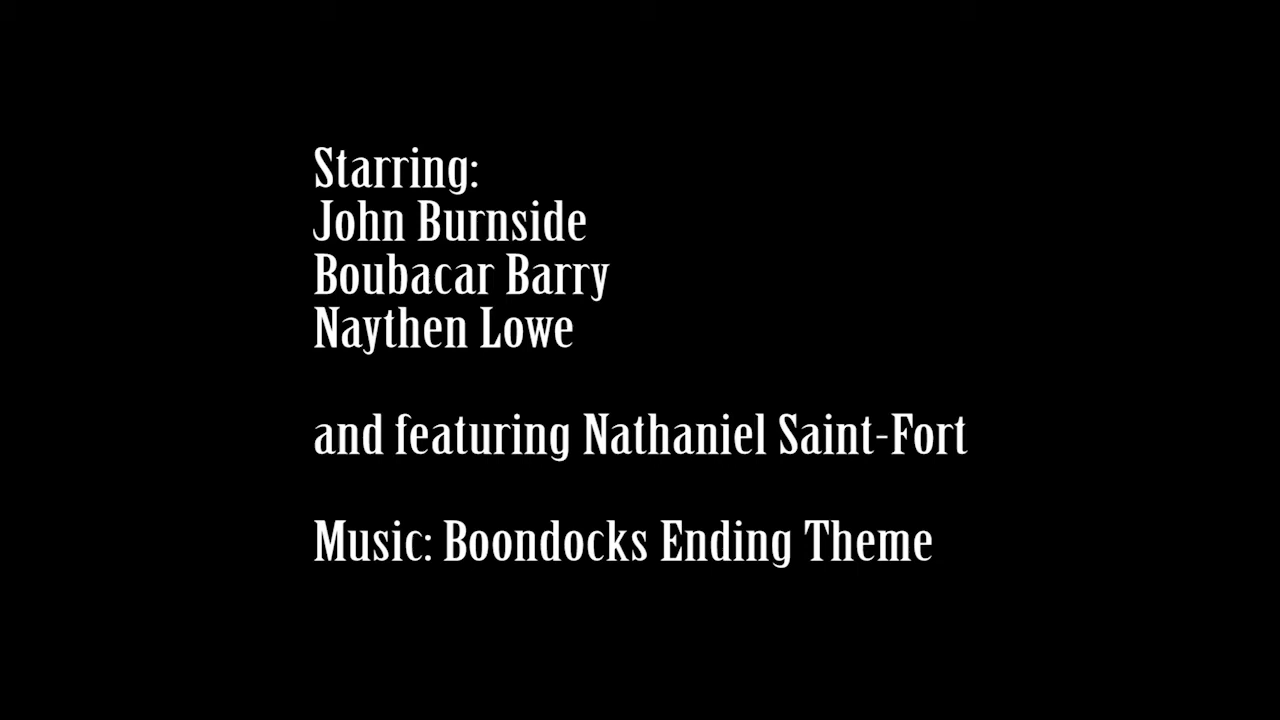 Starring:
John Burnside
Boubacar Barry
Naythen Lowe
and featuring Nathaniel Saint-Fort
Music: Boondocks Ending Theme